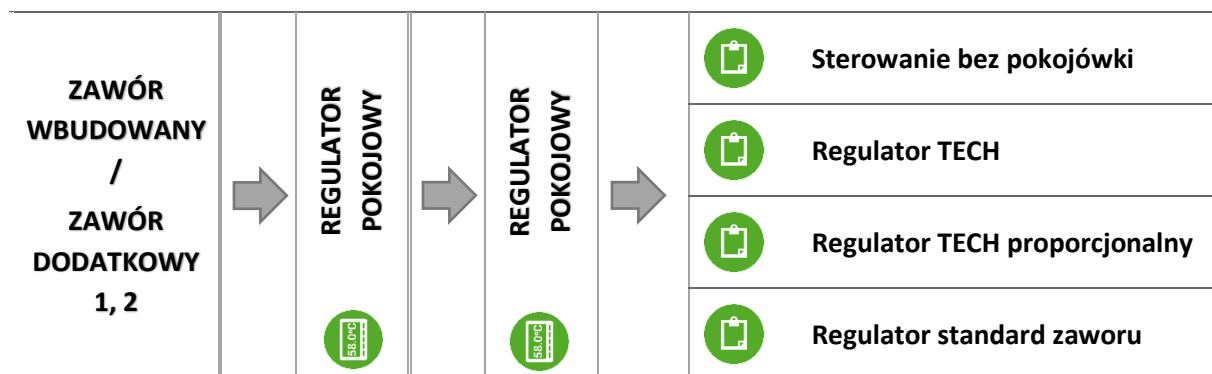 ZAWÓR
WBUDOWANY
/
ZAWÓR
DODATKOWY
1, 2
REGULATOR
POKOJOWY
58.0°C
REGULATOR
POKOJOWY
58.0°C
Sterowanie bez pokojówki
Regulator TECH
Regulator TECH proporcjonalny
Regulator standard zaworu